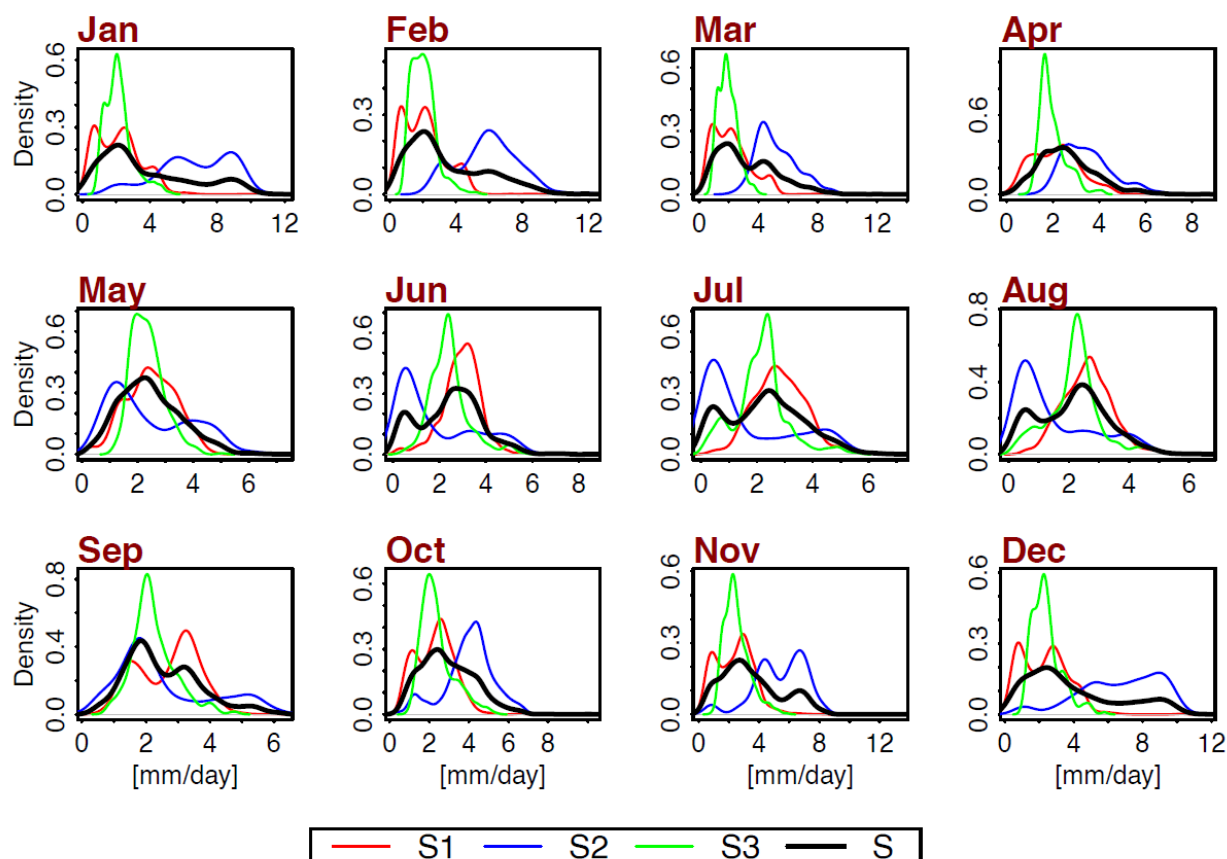 Jan
Feb
Mar
Apr
Density
0.0 0.3 0.6
0 4 8 12
0.0 0.3
0 4 8 12
0.0 0.3 0.6
0 4 8 12
0.0 0.6
0 2 4 6 8
May
Jun
Jul
Aug
Density
0.0 0.3 0.6
0 2 4 6
0.0 0.3 0.6
0 2 4 6 8
0.0 0.3 0.6
0 2 4 6
0.0 0.4 0.8
0 2 4 6
Sep
Oct
Nov
Dec
Density
0.0 0.4 0.8
0 2 4 6
0.0 0.3 0.6
0 2 4 6 8
0.0 0.3 0.6
0 4 8 12
0.0 0.3 0.6
0 4 8 12
[mm/day]
[mm/day]
[mm/day]
[mm/day]
S1 S2 S3 S